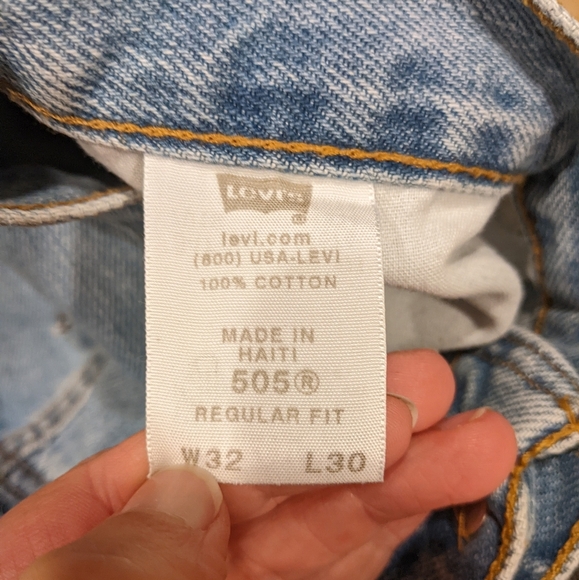 Levi's
®
levi.com
(800) USA-LEVI
100% COTTON
MADE IN
HAITI
505®
REGULAR FIT
W32 L30